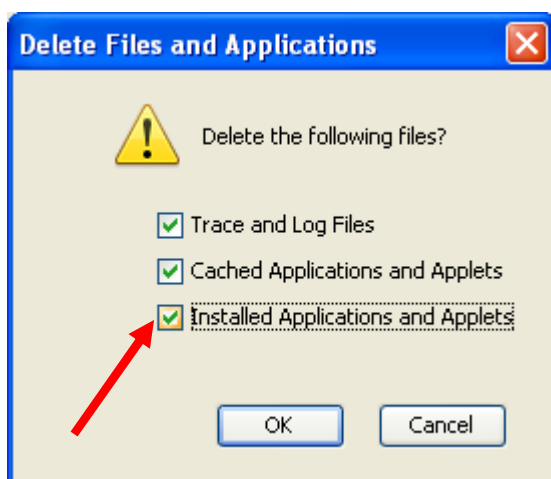 Delete Files and Applications
Delete the following files?
Trace and Log Files
Cached Applications and Applets
Installed Applications and Applets
OK
Cancel